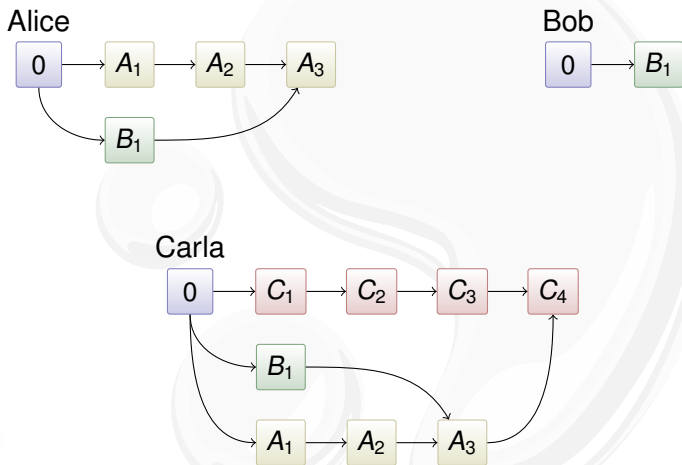 Alice
0 A₁ A₂ A₃
B₁
Bob
0 B₁
Carla
0 C₁ C₂ C₃ C₄
B₁
A₁ A₂ A₃